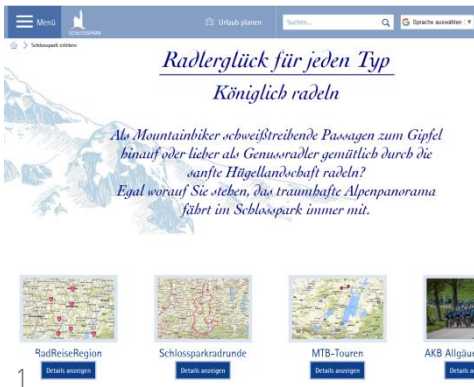 Menü
SCHLOSSPARK
Urlaub planen
Suchen...
G Sprache auswählen
Schlosspark erleben
Radlerglück für jeden Typ
Königlich radeln
Als Mountainbiker schweißtreibende Passagen zum Gipfel
hinauf oder lieber als Genussradler gemütlich durch die
sanfte Hügellandschaft radeln?
Egal worauf Sie stehen, das traumhafte Alpenpanorama
fährt im Schlosspark immer mit.
RadReiseRegion
Schlossparkradrunde
MTB-Touren
AKB Allgäu
Details anzeigen
Details anzeigen
Details anzeigen
Details a
1